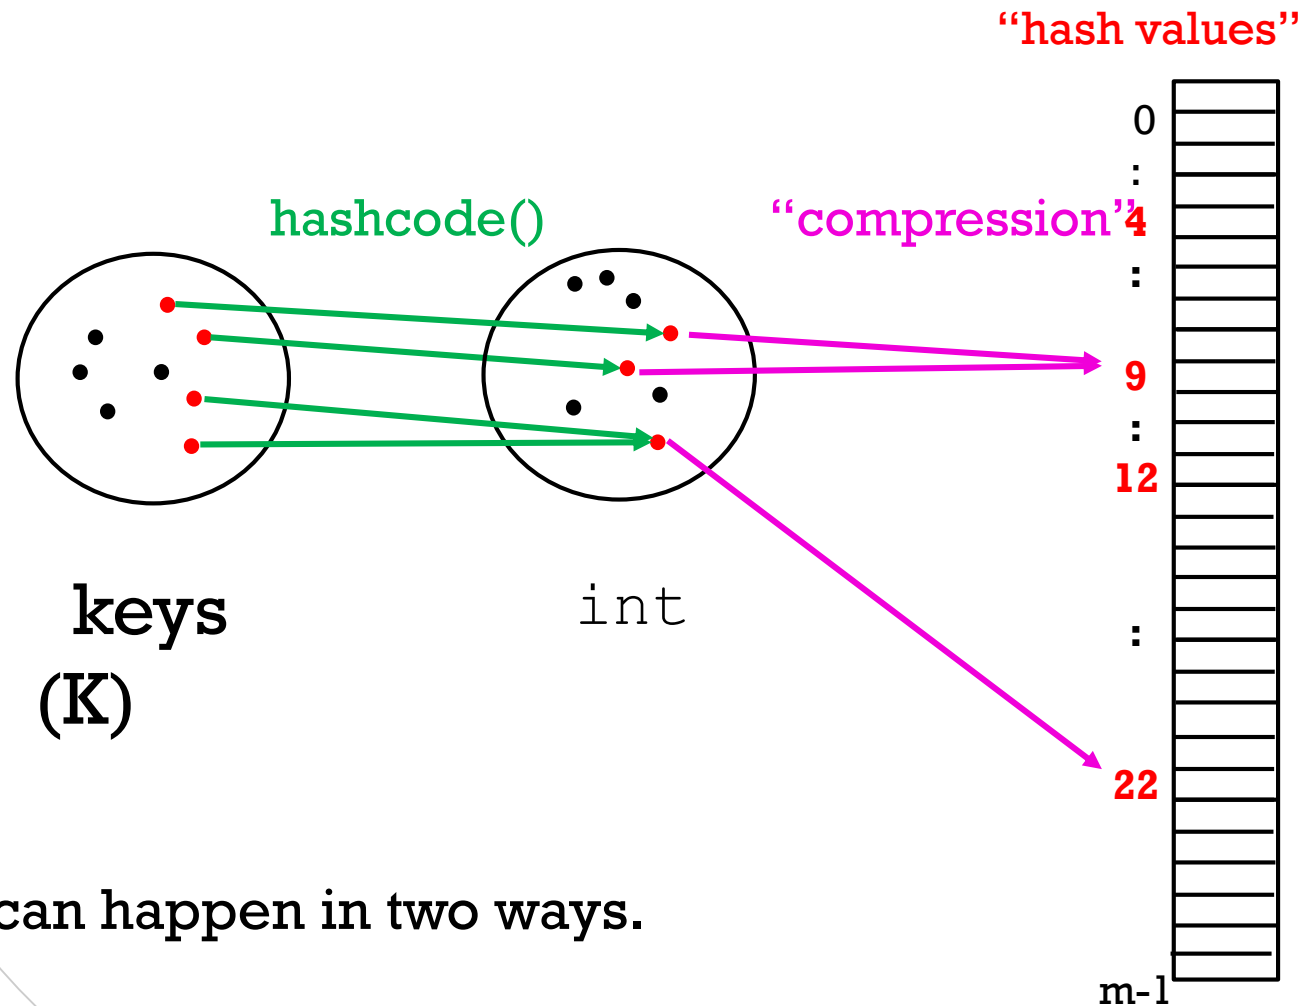 “hash values”
0
:
hashcode()
“compression”
4
:
9
:
12
keys
(K)
int
:
22
can happen in two ways.
m-1